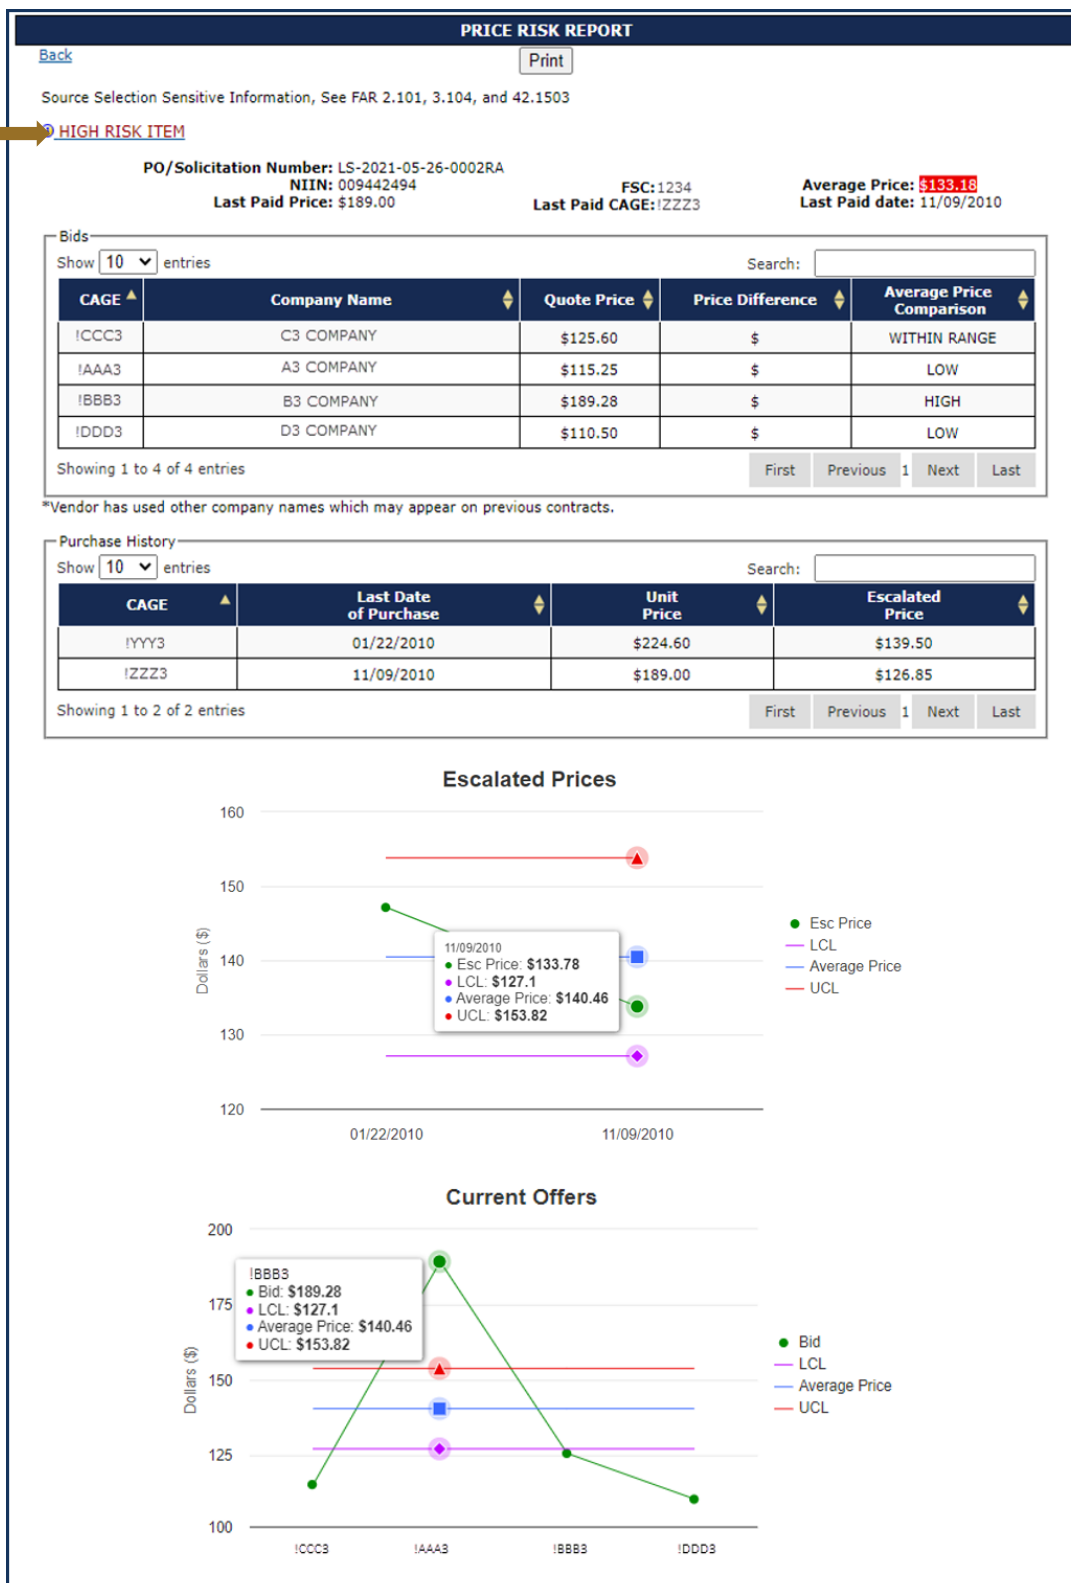 PRICE RISK REPORT
Back
Print
Source Selection Sensitive Information, See FAR 2.101, 3.104, and 42.1503
HIGH RISK ITEM
PO/Solicitation Number: LS-2021-05-26-0002RA
NIIN: 009442494 FSC: 1234 Average Price: $133.18
Last Paid Price: $189.00 Last Paid CAGE: !ZZZ3 Last Paid date: 11/09/2010
Bids
Show 10 entries Search:
CAGE Company Name Quote Price Price Difference Average Price Comparison
!CCC3 C3 COMPANY $125.60 $ WITHIN RANGE
!AAA3 A3 COMPANY $115.25 $ LOW
!BBB3 B3 COMPANY $189.28 $ HIGH
!DDD3 D3 COMPANY $110.50 $ LOW
Showing 1 to 4 of 4 entries First Previous 1 Next Last
*Vendor has used other company names which may appear on previous contracts.
Purchase History
Show 10 entries Search:
CAGE Last Date of Purchase Unit Price Escalated Price
!YYY3 01/22/2010 $224.60 $139.50
!ZZZ3 11/09/2010 $189.00 $126.85
Showing 1 to 2 of 2 entries First Previous 1 Next Last
Escalated Prices
160
150
140
130
120
Dollars ($)
11/09/2010
Esc Price: $133.78
LCL: $127.1
Average Price: $140.46
UCL: $153.82
Esc Price
LCL
Average Price
UCL
01/22/2010 11/09/2010
Current Offers
200
175
150
125
100
Dollars ($)
!BBB3
Bid: $189.28
LCL: $127.1
Average Price: $140.46
UCL: $153.82
Bid
LCL
Average Price
UCL
!CCC3 !AAA3 !BBB3 !DDD3